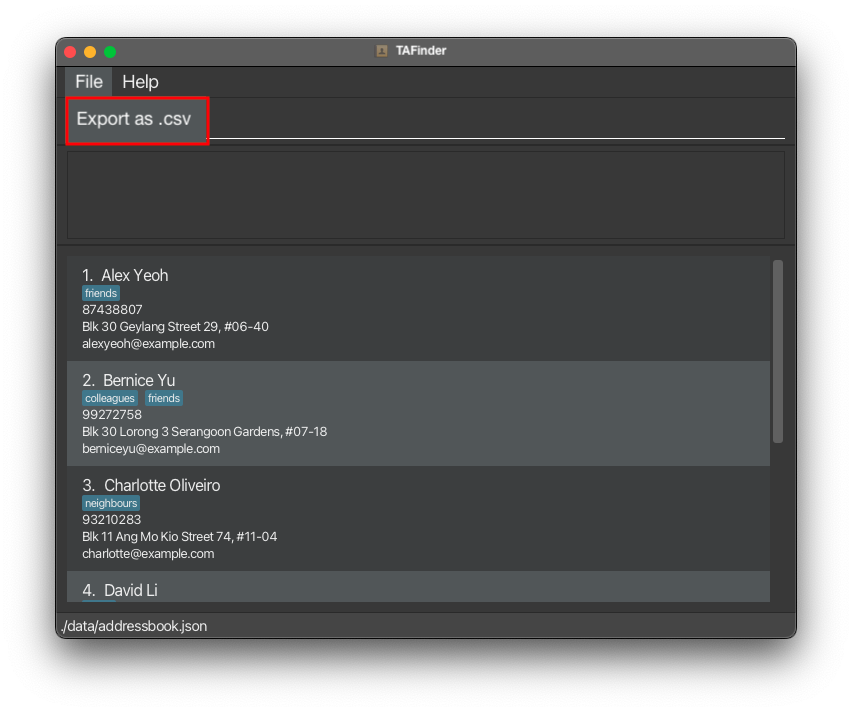 TAFinder
File Help
Export as .csv
1. Alex Yeoh
friends
87438807
Blk 30 Geylang Street 29, #06-40
alexyeoh@example.com
2. Bernice Yu
colleagues friends
99272758
Blk 30 Lorong 3 Serangoon Gardens, #07-18
berniceyu@example.com
3. Charlotte Oliveiro
neighbours
93210283
Blk 11 Ang Mo Kio Street 74, #11-04
charlotte@example.com
4. David Li
./data/addressbook.json